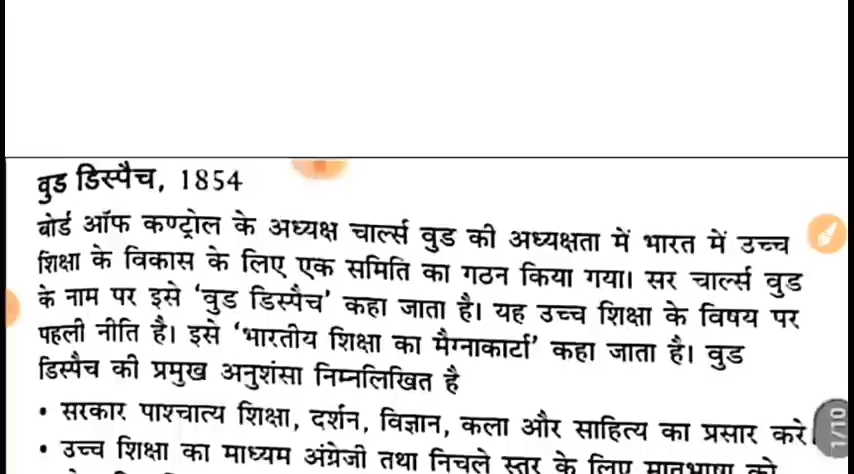 वुड डिस्पैच, 1854
बोर्ड ऑफ कण्ट्रोल के अध्यक्ष चार्ल्स वुड की अध्यक्षता में भारत में उच्च
शिक्षा के विकास के लिए एक समिति का गठन किया गया। सर चार्ल्स वुड
के नाम पर इसे ‘वुड डिस्पैच’ कहा जाता है। यह उच्च शिक्षा के विषय पर
पहली नीति है। इसे ‘भारतीय शिक्षा का मैग्नाकार्टा’ कहा जाता है। वुड
डिस्पैच की प्रमुख अनुशंसा निम्नलिखित है
• सरकार पाश्चात्य शिक्षा, दर्शन, विज्ञान, कला और साहित्य का प्रसार करे।
• उच्च शिक्षा का माध्यम अंग्रेजी तथा निचले स्तर के लिए मातृभाषा को
1/10